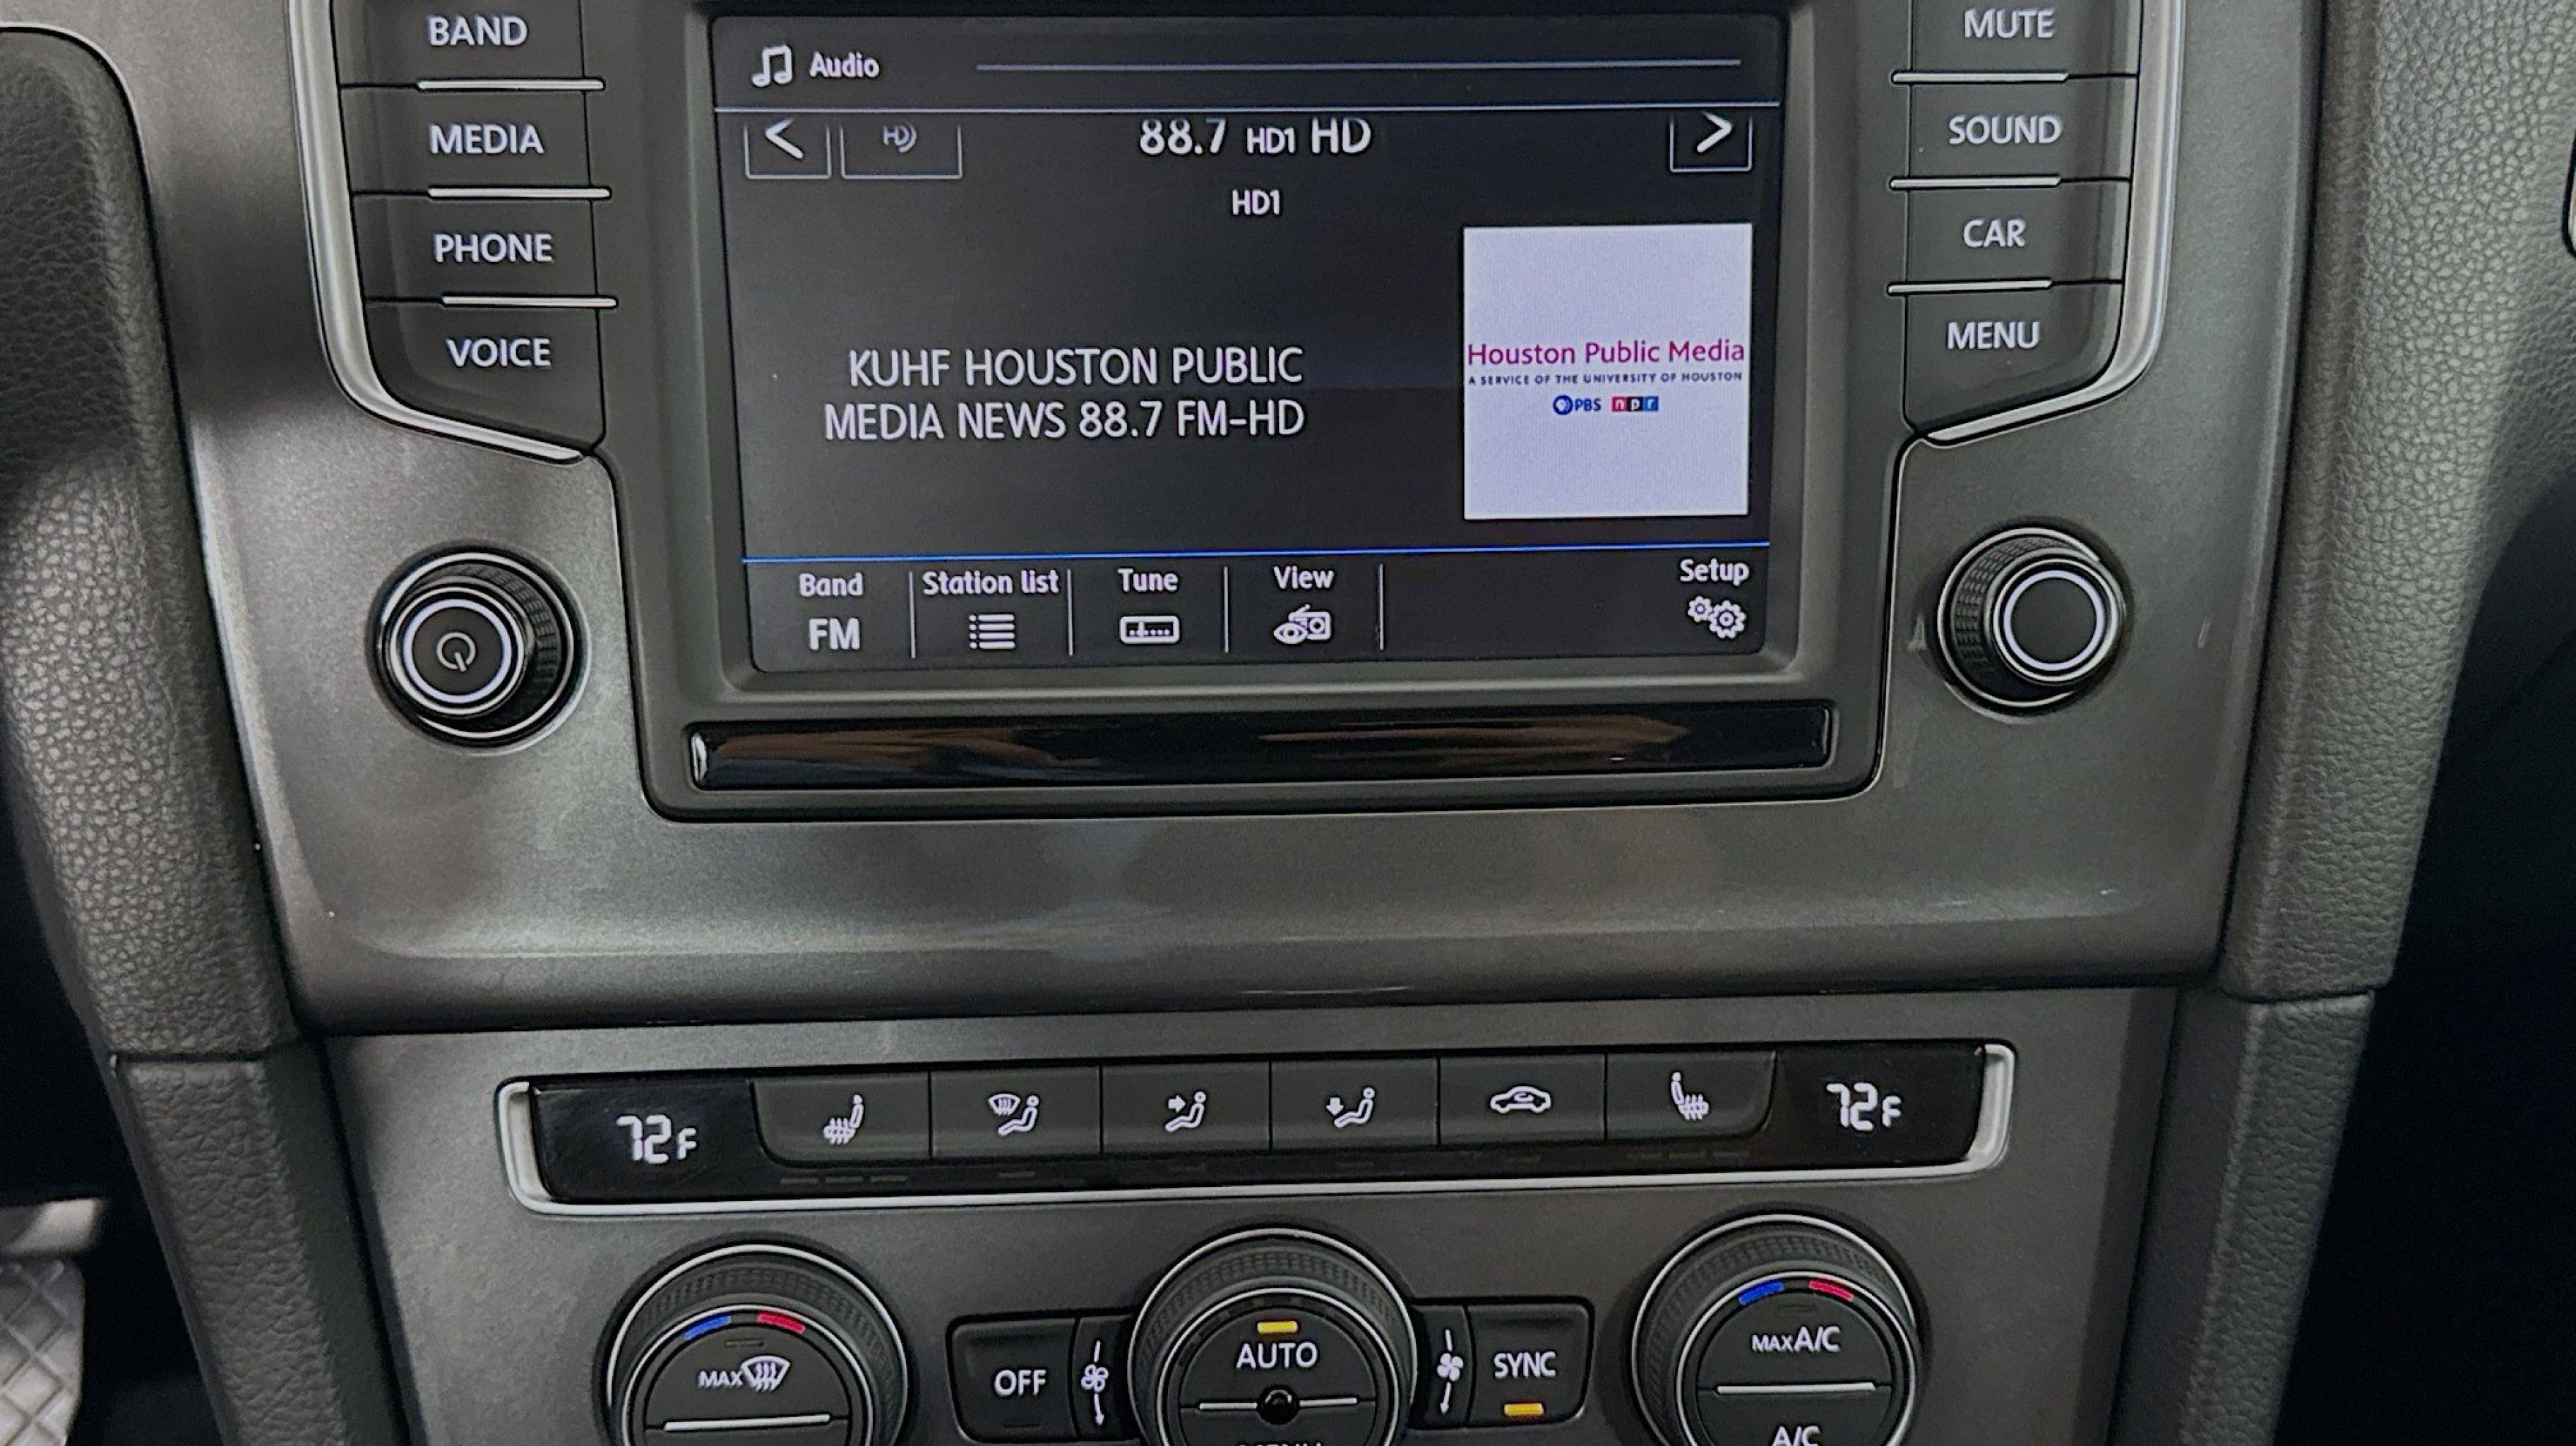 BAND
MEDIA
PHONE
VOICE
Audio
HD
88.7 HD1 HD
HD1
KUHF HOUSTON PUBLIC
MEDIA NEWS 88.7 FM-HD
Houston Public Media
A SERVICE OF THE UNIVERSITY OF HOUSTON
PBS npr
Band
FM
Station list
Tune
View
Setup
MUTE
SOUND
CAR
MENU
72F
72F
MAX
OFF
AUTO
MENU
SYNC
MAX A/C
A/C